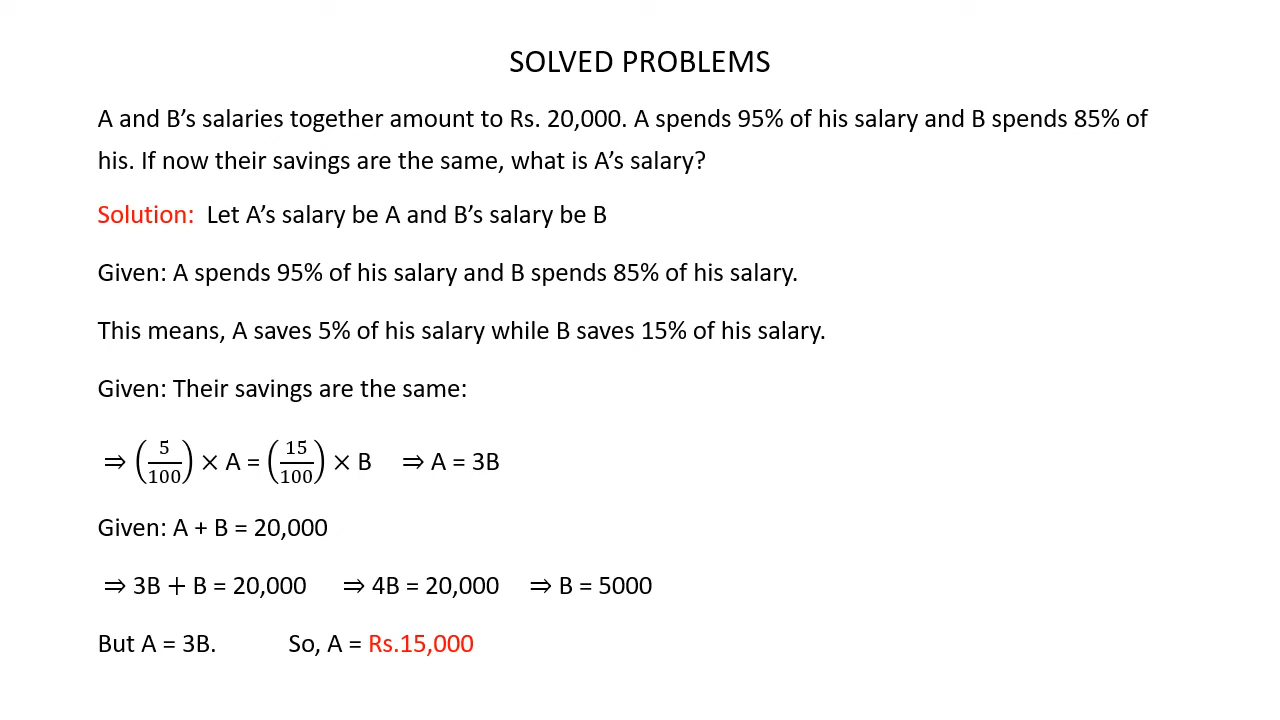 SOLVED PROBLEMS
A and B’s salaries together amount to Rs. 20,000. A spends 95% of his salary and B spends 85% of
his. If now their savings are the same, what is A’s salary?
Solution: Let A’s salary be A and B’s salary be B
Given: A spends 95% of his salary and B spends 85% of his salary.
This means, A saves 5% of his salary while B saves 15% of his salary.
Given: Their savings are the same:
⇒ (5/100) × A = (15/100) × B ⇒ A = 3B
Given: A + B = 20,000
⇒ 3B + B = 20,000 ⇒ 4B = 20,000 ⇒ B = 5000
But A = 3B. So, A = Rs.15,000